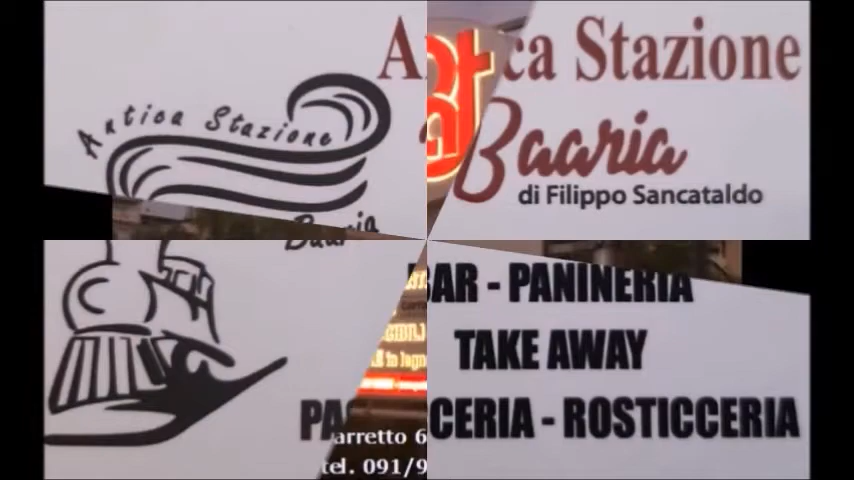 Antica Stazione
Antica Stazione
Baaria
di Filippo Sancataldo
Baaria
BAR - PANINERIA
TAKE AWAY
CERIA - ROSTICCERIA
arretto 6
tel. 091/9